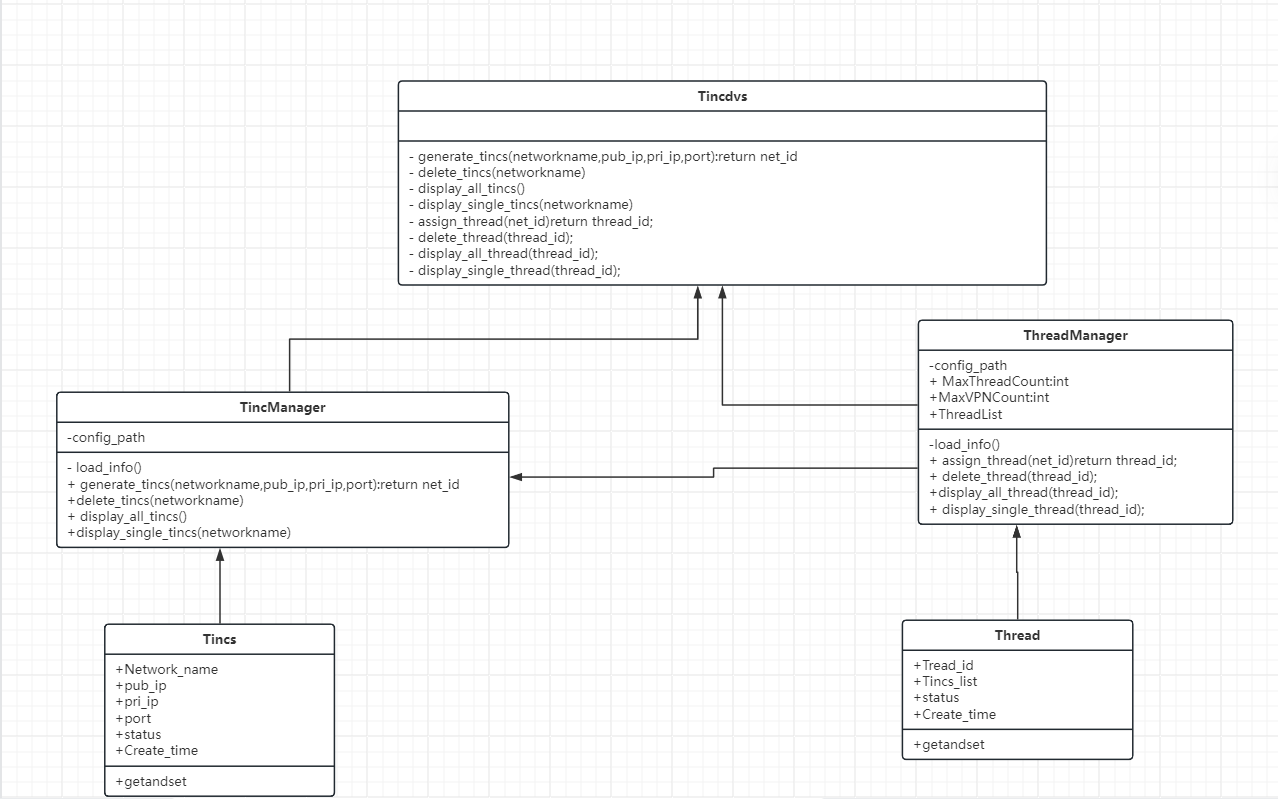 Tincdvs
- generate_tincs(networkname,pub_ip,pri_ip,port):return net_id
- delete_tincs(networkname)
- display_all_tincs()
- display_single_tincs(networkname)
- assign_thread(net_id)return thread_id;
- delete_thread(thread_id);
- display_all_thread(thread_id);
- display_single_thread(thread_id);
ThreadManager
-config_path
+ MaxThreadCount:int
+MaxVPNCount:int
+ThreadList
-load_info()
+ assign_thread(net_id)return thread_id;
+ delete_thread(thread_id);
+display_all_thread(thread_id);
+ display_single_thread(thread_id);
TincManager
-config_path
- load_info()
+ generate_tincs(networkname,pub_ip,pri_ip,port):return net_id
+delete_tincs(networkname)
+ display_all_tincs()
+display_single_tincs(networkname)
Tincs
+Network_name
+pub_ip
+pri_ip
+port
+status
+Create_time
+getandset
Thread
+Tread_id
+Tincs_list
+status
+Create_time
+getandset